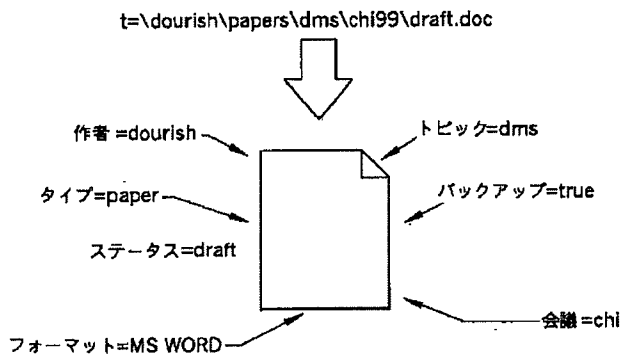 t=\dourish\papers\dms\chi99\draft.doc
作者=dourish
トピック=dms
タイプ=paper
バックアップ=true
ステータス=draft
会議=chi
フォーマット=MS WORD